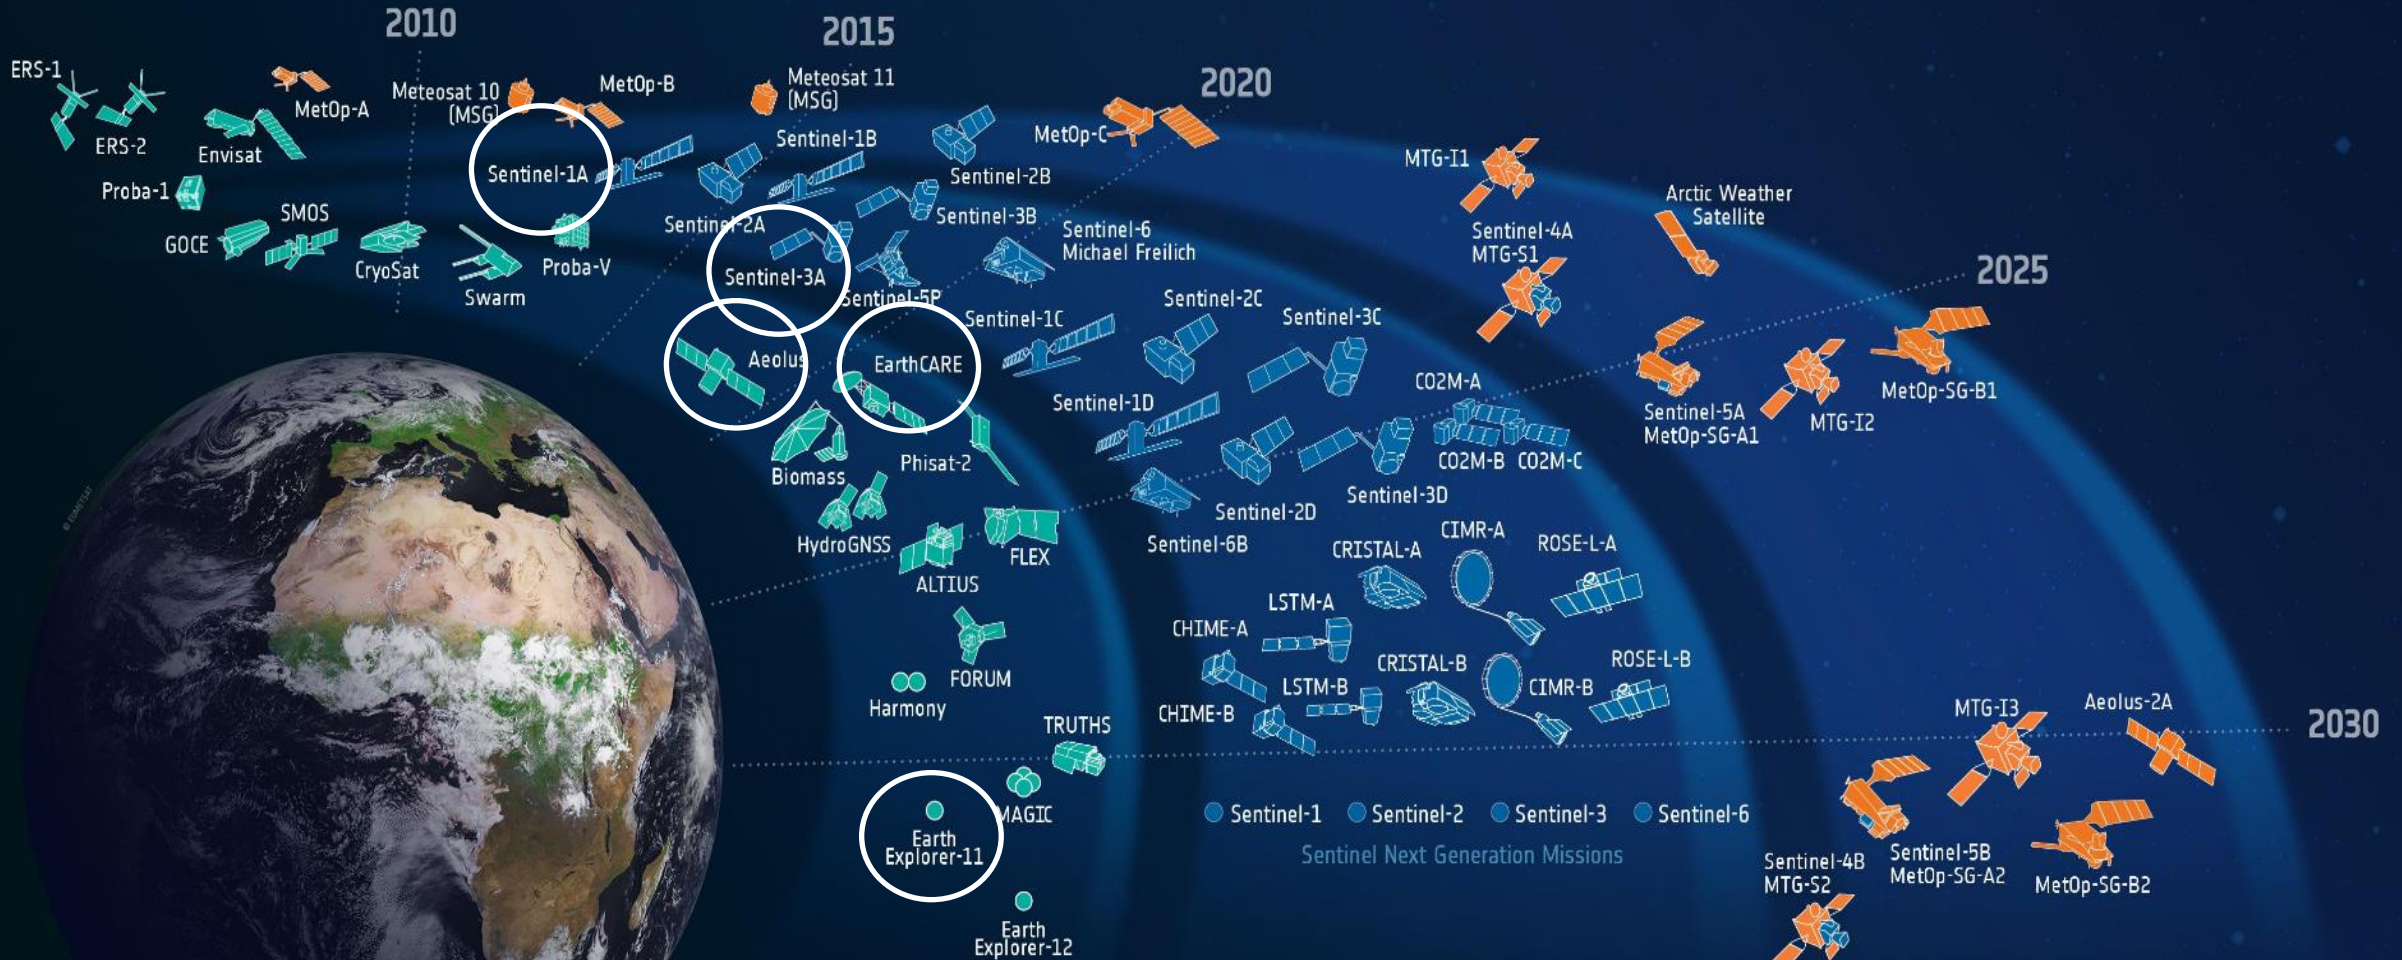 2010
2015
2020
ERS-1
ERS-2
MetOp-A
Envisat
Proba-1
GOCE
SMOS
CryoSat
Swarm
Proba-V
Meteosat 10
(MSG)
MetOp-B
Meteosat 11
(MSG)
Sentinel-1A
Sentinel-1B
Sentinel-2A
Sentinel-2B
Sentinel-3A
Sentinel-3B
Sentinel-5P
Sentinel-6
Michael Freilich
MetOp-C
MTG-I1
Sentinel-4A
MTG-S1
Arctic Weather
Satellite
2025
Aeolus
EarthCARE
Sentinel-1C
Sentinel-2C
Sentinel-3C
Sentinel-1D
CO2M-A
CO2M-B CO2M-C
Sentinel-5A
MetOp-SG-A1
MTG-I2
MetOp-SG-B1
Biomass
Phisat-2
HydroGNSS
ALTIUS
FLEX
Sentinel-2D
Sentinel-3D
Sentinel-6B
CRISTAL-A
CIMR-A
ROSE-L-A
LSTM-A
CHIME-A
CRISTAL-B
ROSE-L-B
LSTM-B
CIMR-B
CHIME-B
FORUM
Harmony
TRUTHS
MTG-I3
Aeolus-2A
2030
MAGIC
Earth
Explorer-11
Sentinel-1 Sentinel-2 Sentinel-3 Sentinel-6
Sentinel Next Generation Missions
Sentinel-4B
MTG-S2
Sentinel-5B
MetOp-SG-A2
MetOp-SG-B2
Earth
Explorer-12
© EUMETSAT